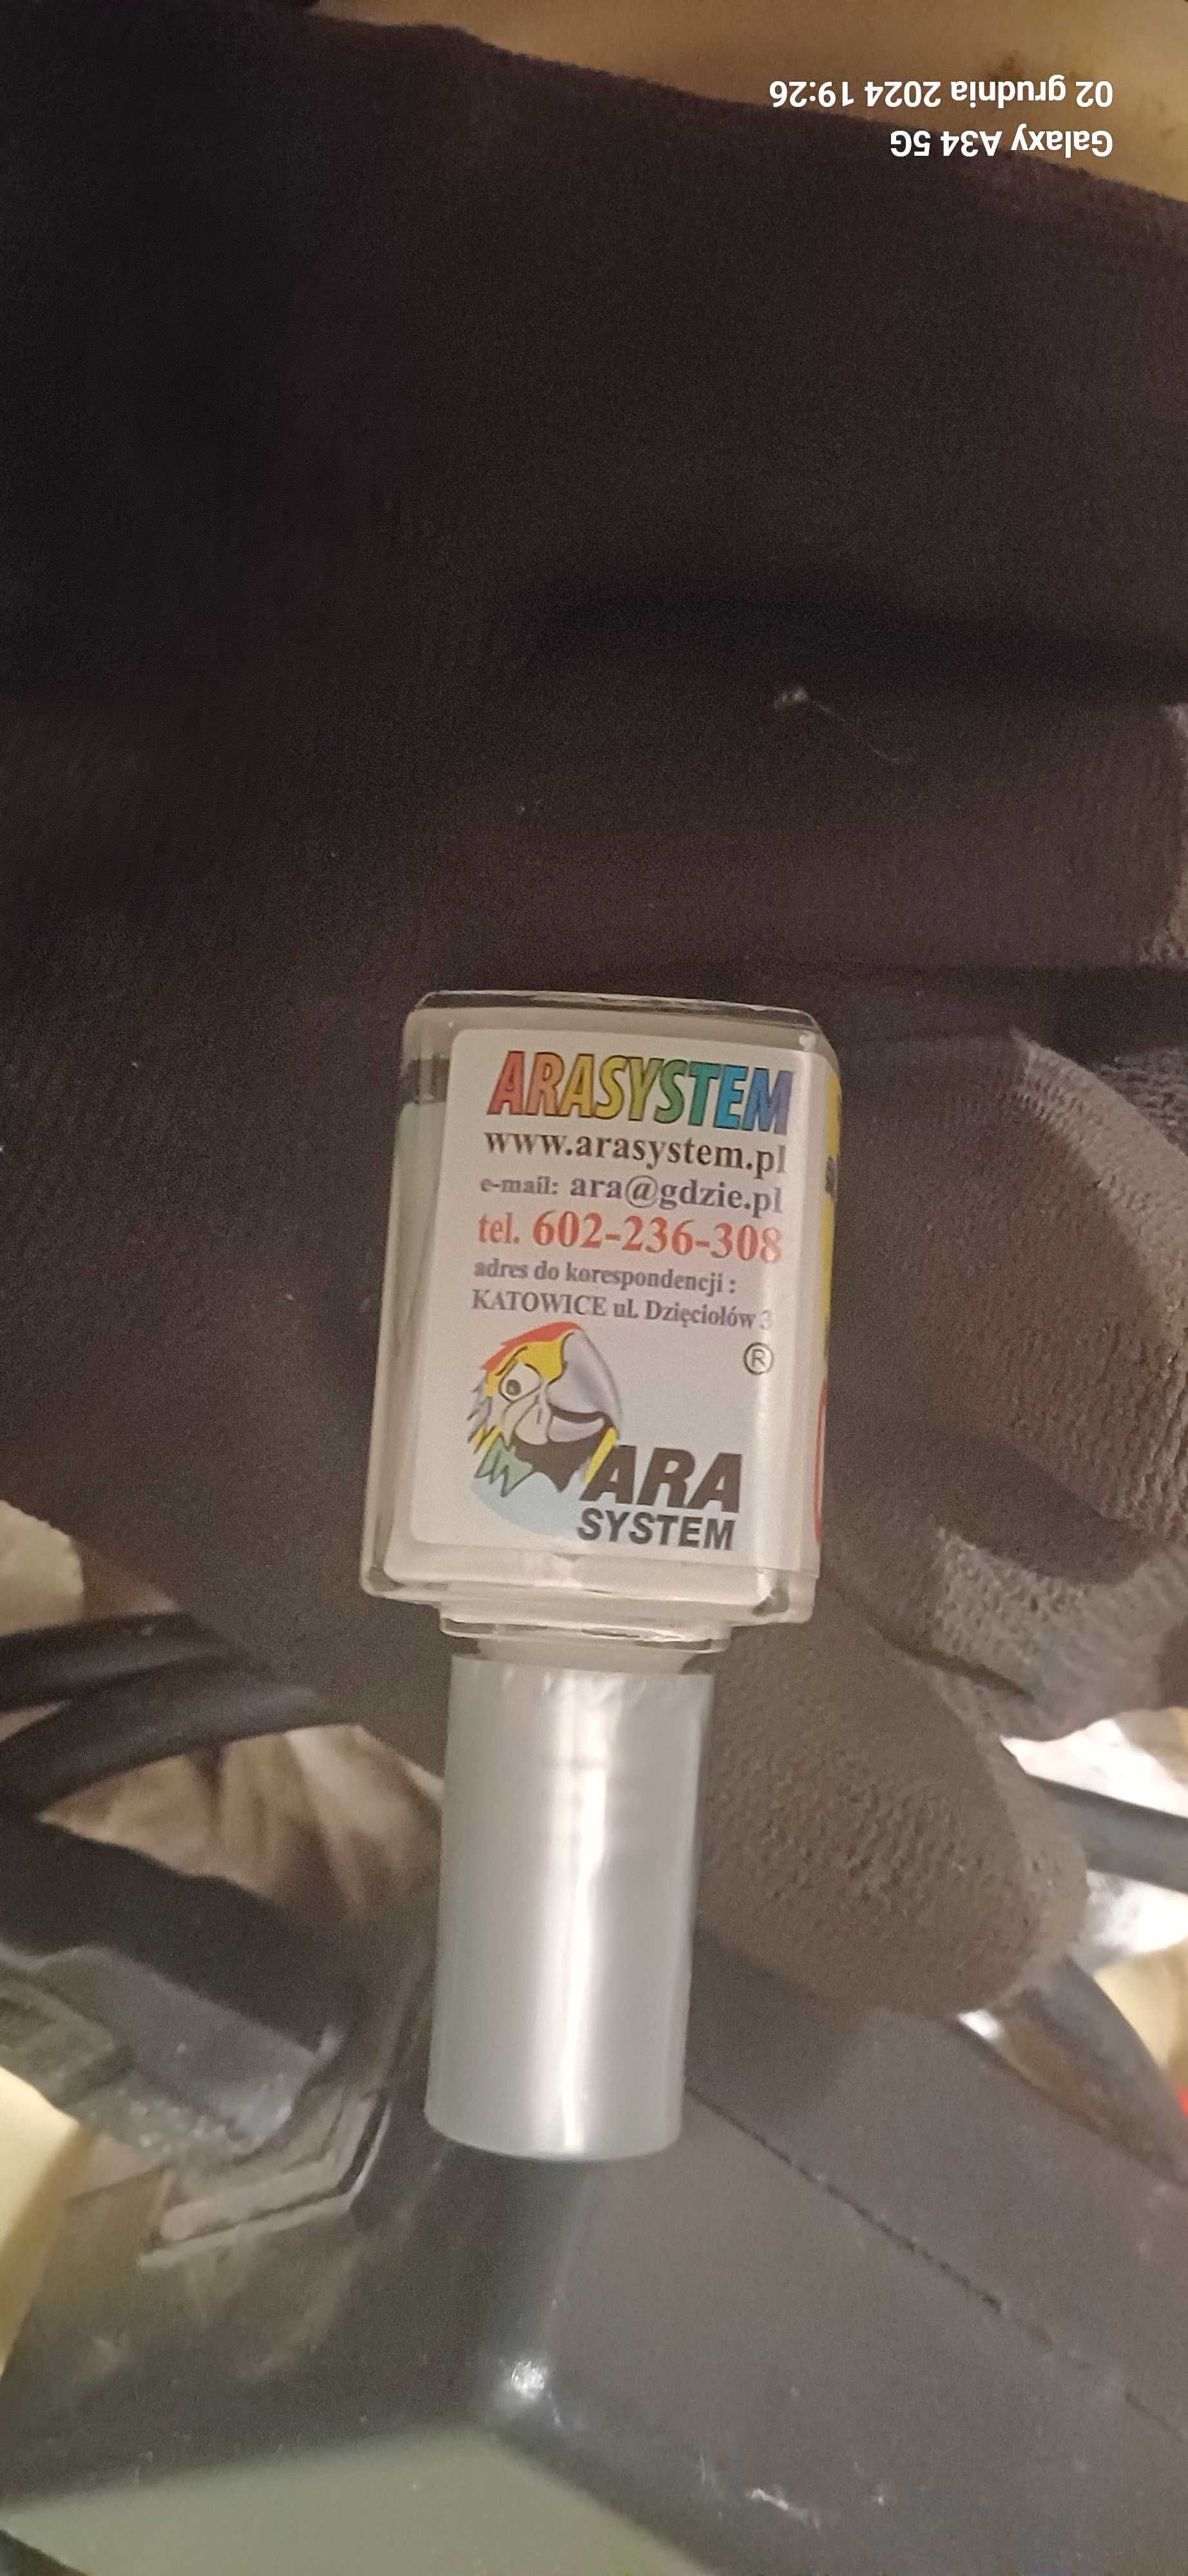 ARASYSTEM
www.arasystem.pl
e-mail: ara@gdzie.pl
tel. 602-236-308
adres do korespondencji :
KATOWICE ul. Dzięciołów 3
®
ARA
SYSTEM
Galaxy A34 5G
02 grudnia 2024 19:26